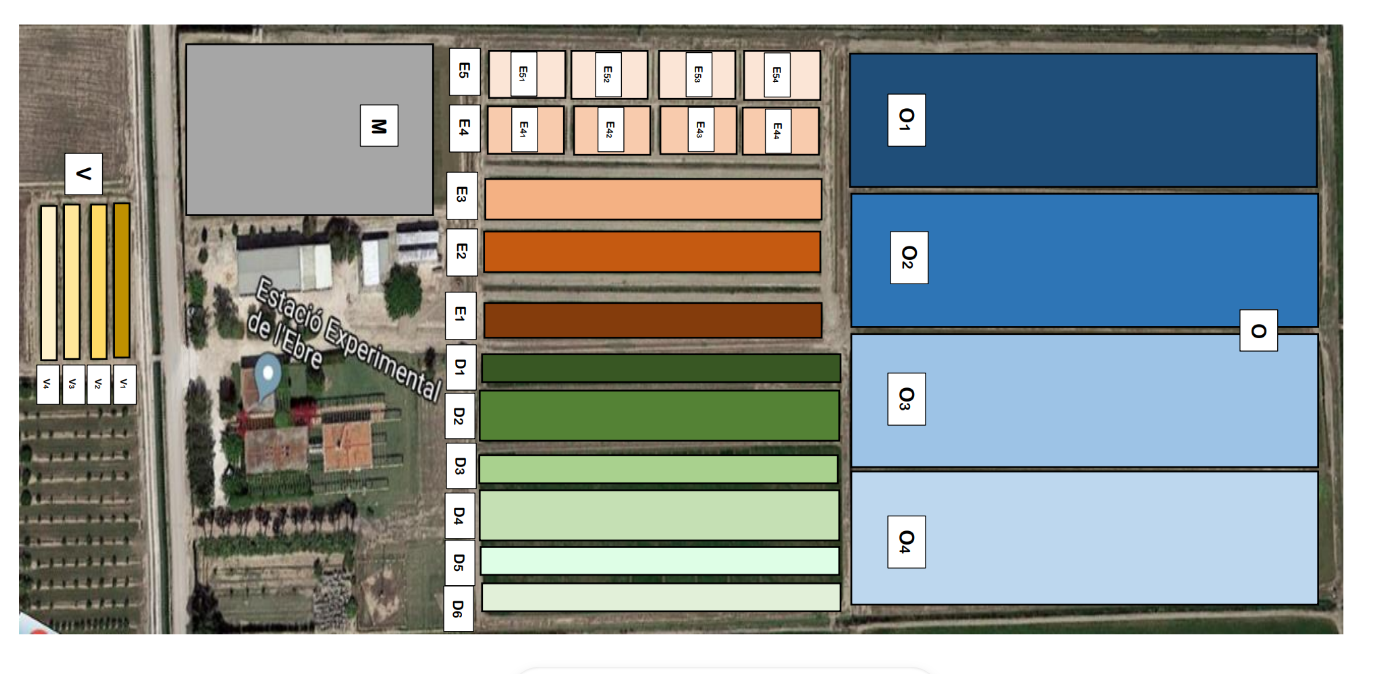 E5
E51
E52
E53
E54
E4
E41
E42
E43
E44
M
E3
E2
E1
V
V4
V3
V2
V1
Estació Experimental
de l'Ebre
D1
D2
D3
D4
D5
D6
O1
O2
O
O3
O4